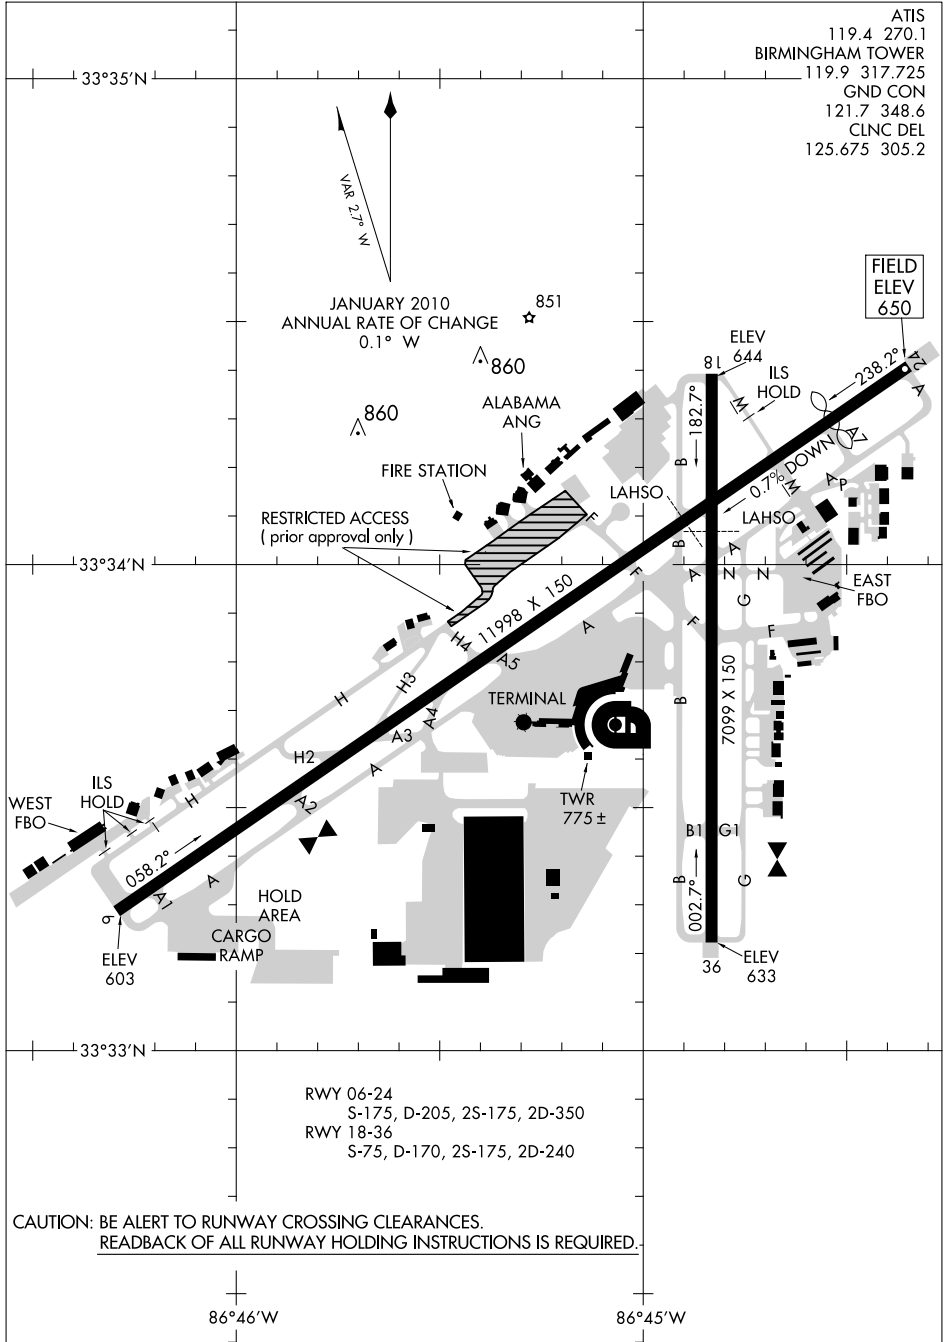 ATIS
119.4 270.1
BIRMINGHAM TOWER
119.9 317.725
GND CON
121.7 348.6
CLNC DEL
125.675 305.2
33°35'N
VAR 2.7° W
JANUARY 2010
ANNUAL RATE OF CHANGE
0.1° W
851
860
860
FIELD
ELEV
650
ELEV
644
18
ILS
HOLD
238.2°
24
A
M
182.7°
B
A7
0.7% DOWN
M
A
P
ALABAMA
ANG
FIRE STATION
LAHSO
LAHSO
RESTRICTED ACCESS
( prior approval only )
F
B
A
33°34'N
F
A
N
N
EAST
FBO
G
11998 X 150
A
F
F
H4
A5
H3
H
TERMINAL
B
7099 X 150
A4
A3
H2
A
TWR
775 ±
WEST
FBO
ILS
HOLD
H
A2
B1
G1
058.2°
A
A1
B
002.7°
G
6
HOLD
AREA
CARGO
RAMP
ELEV
603
36
ELEV
633
33°33'N
RWY 06-24
S-175, D-205, 2S-175, 2D-350
RWY 18-36
S-75, D-170, 2S-175, 2D-240
CAUTION: BE ALERT TO RUNWAY CROSSING CLEARANCES.
READBACK OF ALL RUNWAY HOLDING INSTRUCTIONS IS REQUIRED.
86°46'W
86°45'W